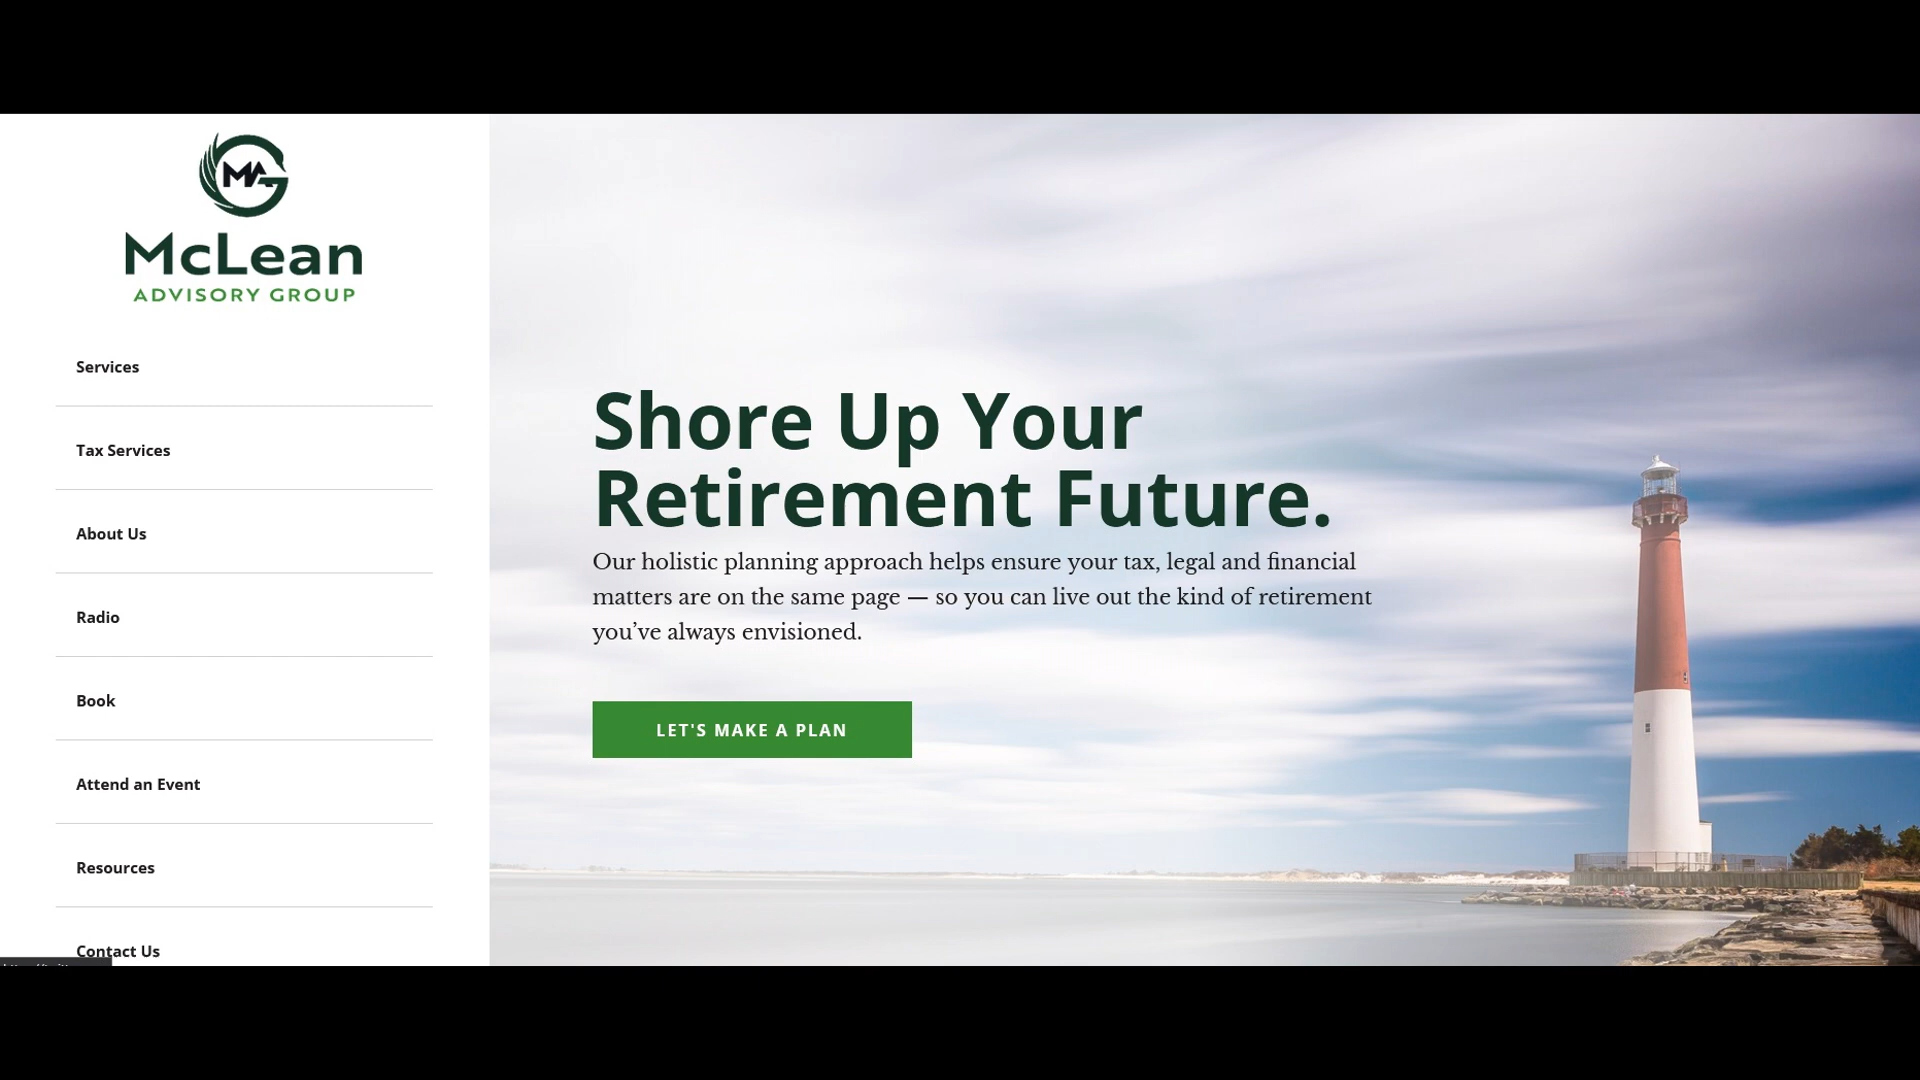 MAG
McLean
ADVISORY GROUP
Services
Tax Services
About Us
Radio
Book
Attend an Event
Resources
Contact Us
Shore Up Your
Retirement Future.
Our holistic planning approach helps ensure your tax, legal and financial
matters are on the same page — so you can live out the kind of retirement
you’ve always envisioned.
LET'S MAKE A PLAN